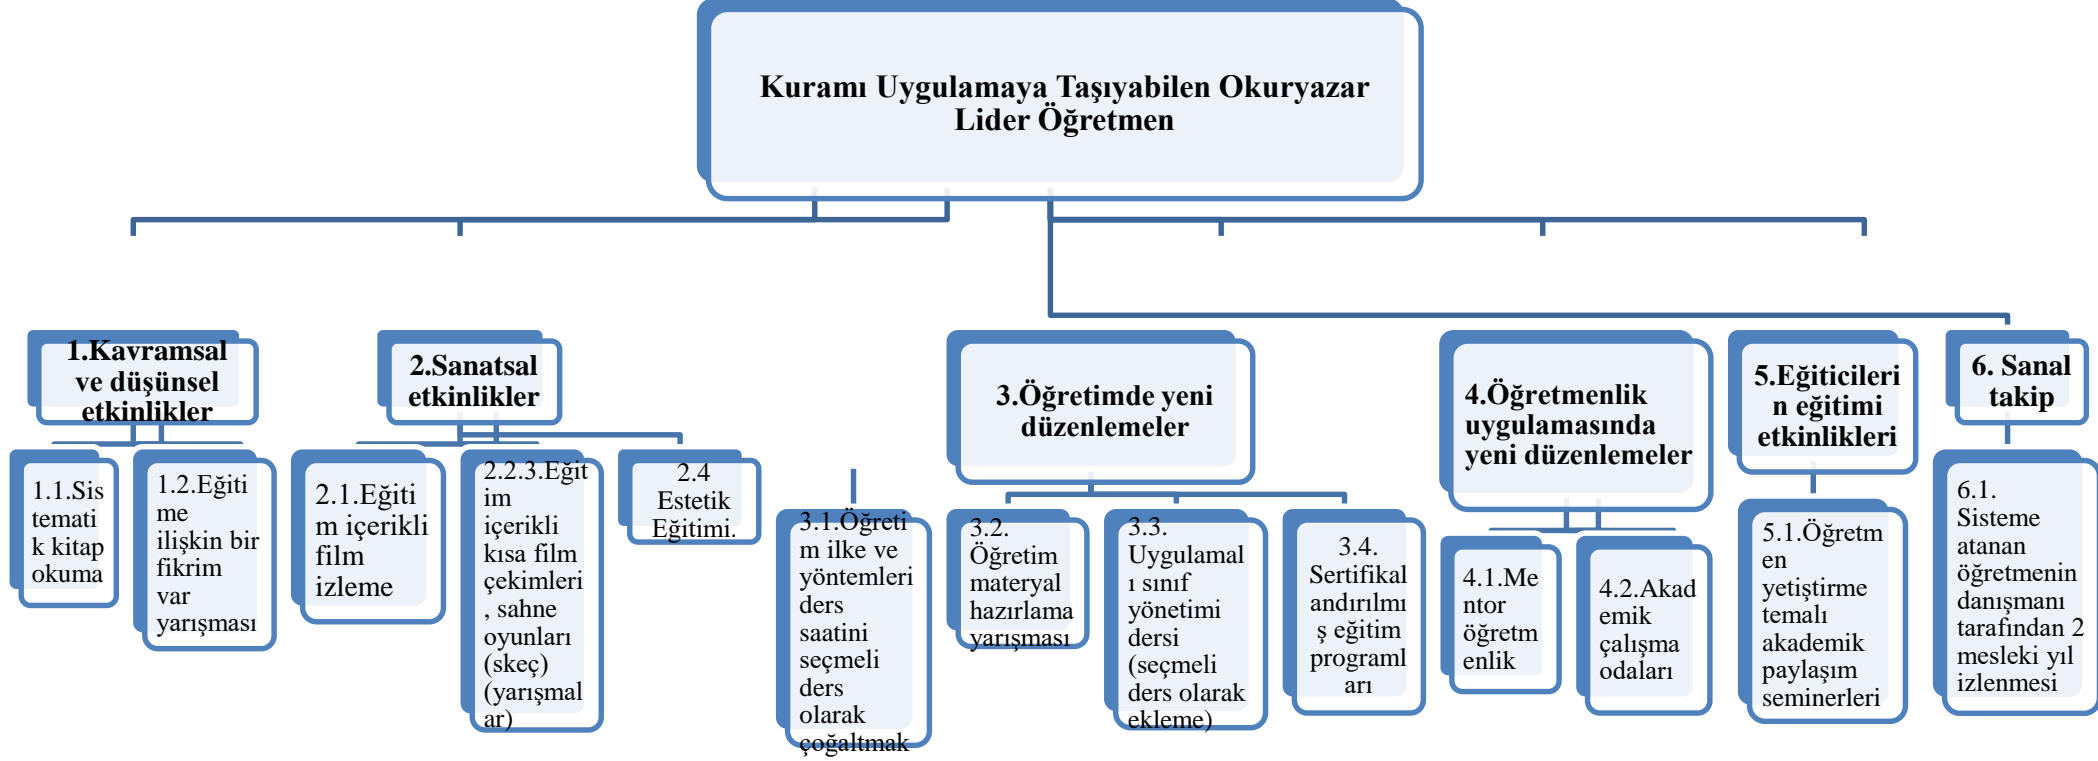 Kuramı Uygulamaya Taşıyabilen Okuryazar
Lider Öğretmen
1.Kavramsal
ve düşünsel
etkinlikler
1.1.Sis
temati
k kitap
okuma
1.2.Eğiti
me
ilişkin bir
fikrim
var
yarışması
2.Sanatsal
etkinlikler
2.1.Eğiti
m içerikli
film
izleme
2.2.3.Eğit
im
içerikli
kısa film
çekimleri
, sahne
oyunları
(skeç)
(yarışmal
ar)
2.4
Estetik
Eğitimi.
3.Öğretimde yeni
düzenlemeler
3.1.Öğreti
m ilke ve
yöntemleri
ders
saatini
seçmeli
ders
olarak
çoğaltmak
3.2.
Öğretim
materyal
hazırlama
yarışması
3.3.
Uygulamal
ı sınıf
yönetimi
dersi
(seçmeli
ders olarak
ekleme)
3.4.
Sertifikal
andırılmı
ş eğitim
programl
arı
4.Öğretmenlik
uygulamasında
yeni düzenlemeler
4.1.Me
ntor
öğretm
enlik
4.2.Akad
emik
çalışma
odaları
5.Eğiticileri
n eğitimi
etkinlikleri
5.1.Öğretm
en
yetiştirme
temalı
akademik
paylaşım
seminerleri
6. Sanal
takip
6.1.
Sisteme
atanan
öğretmenin
danışmanı
tarafından 2
mesleki yıl
izlenmesi